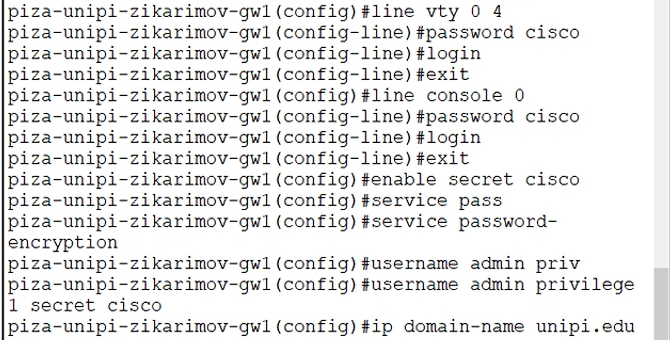 piza-unipi-zikarimov-gw1(config)#line vty 0 4
piza-unipi-zikarimov-gw1(config-line)#password cisco
piza-unipi-zikarimov-gw1(config-line)#login
piza-unipi-zikarimov-gw1(config-line)#exit
piza-unipi-zikarimov-gw1(config)#line console 0
piza-unipi-zikarimov-gw1(config-line)#password cisco
piza-unipi-zikarimov-gw1(config-line)#login
piza-unipi-zikarimov-gw1(config-line)#exit
piza-unipi-zikarimov-gw1(config)#enable secret cisco
piza-unipi-zikarimov-gw1(config)#service pass
piza-unipi-zikarimov-gw1(config)#service password-
encryption
piza-unipi-zikarimov-gw1(config)#username admin priv
piza-unipi-zikarimov-gw1(config)#username admin privilege
1 secret cisco
piza-unipi-zikarimov-gw1(config)#ip domain-name unipi.edu